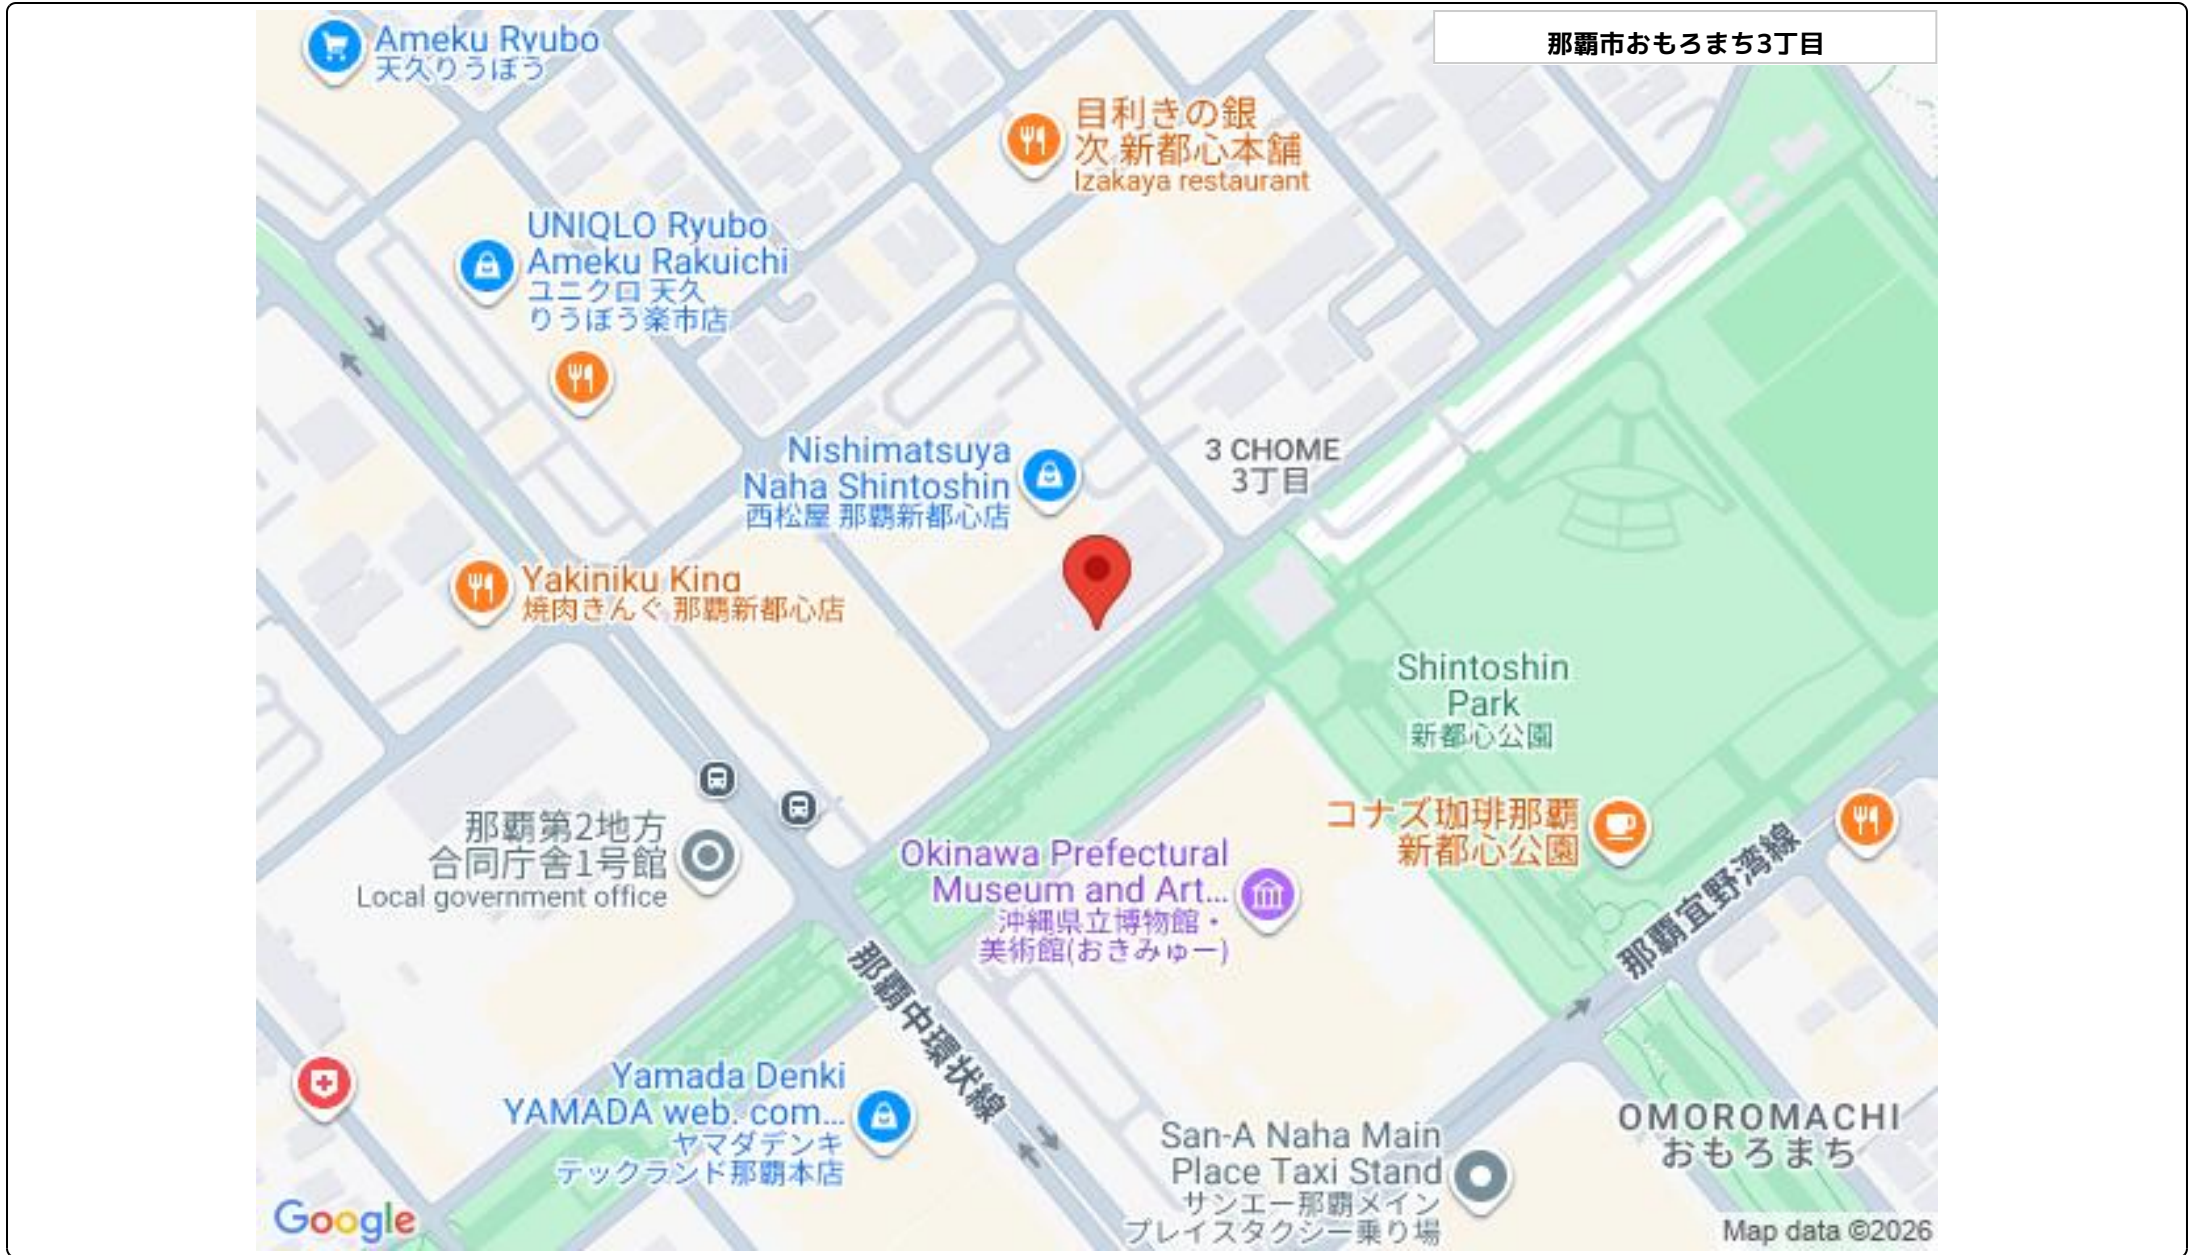 那覇市おもろまち3丁目
Ameku Ryubo
天久りうぼう
目利きの銀
次 新都心本舗
Izakaya restaurant
UNIQLO Ryubo
Ameku Rakuichi
ユニクロ 天久
りうぼう楽市店
Nishimatsuya
Naha Shintoshin
西松屋 那覇新都心店
3 CHOME
3丁目
Yakiniku King
焼肉きんぐ 那覇新都心店
Shintoshin
Park
新都心公園
那覇第2地方
合同庁舎1号館
Local government office
コナズ珈琲那覇
新都心公園
那覇宜野湾線
Okinawa Prefectural
Museum and Art...
沖縄県立博物館・
美術館(おきみゅー)
那覇中環状線
Yamada Denki
YAMADA web. com...
ヤマダデンキ
テックランド那覇本店
San-A Naha Main
Place Taxi Stand
サンエー那覇メイン
プレイスタクシー乗り場
OMOROMACHI
おもろまち
Google
Map data ©2026